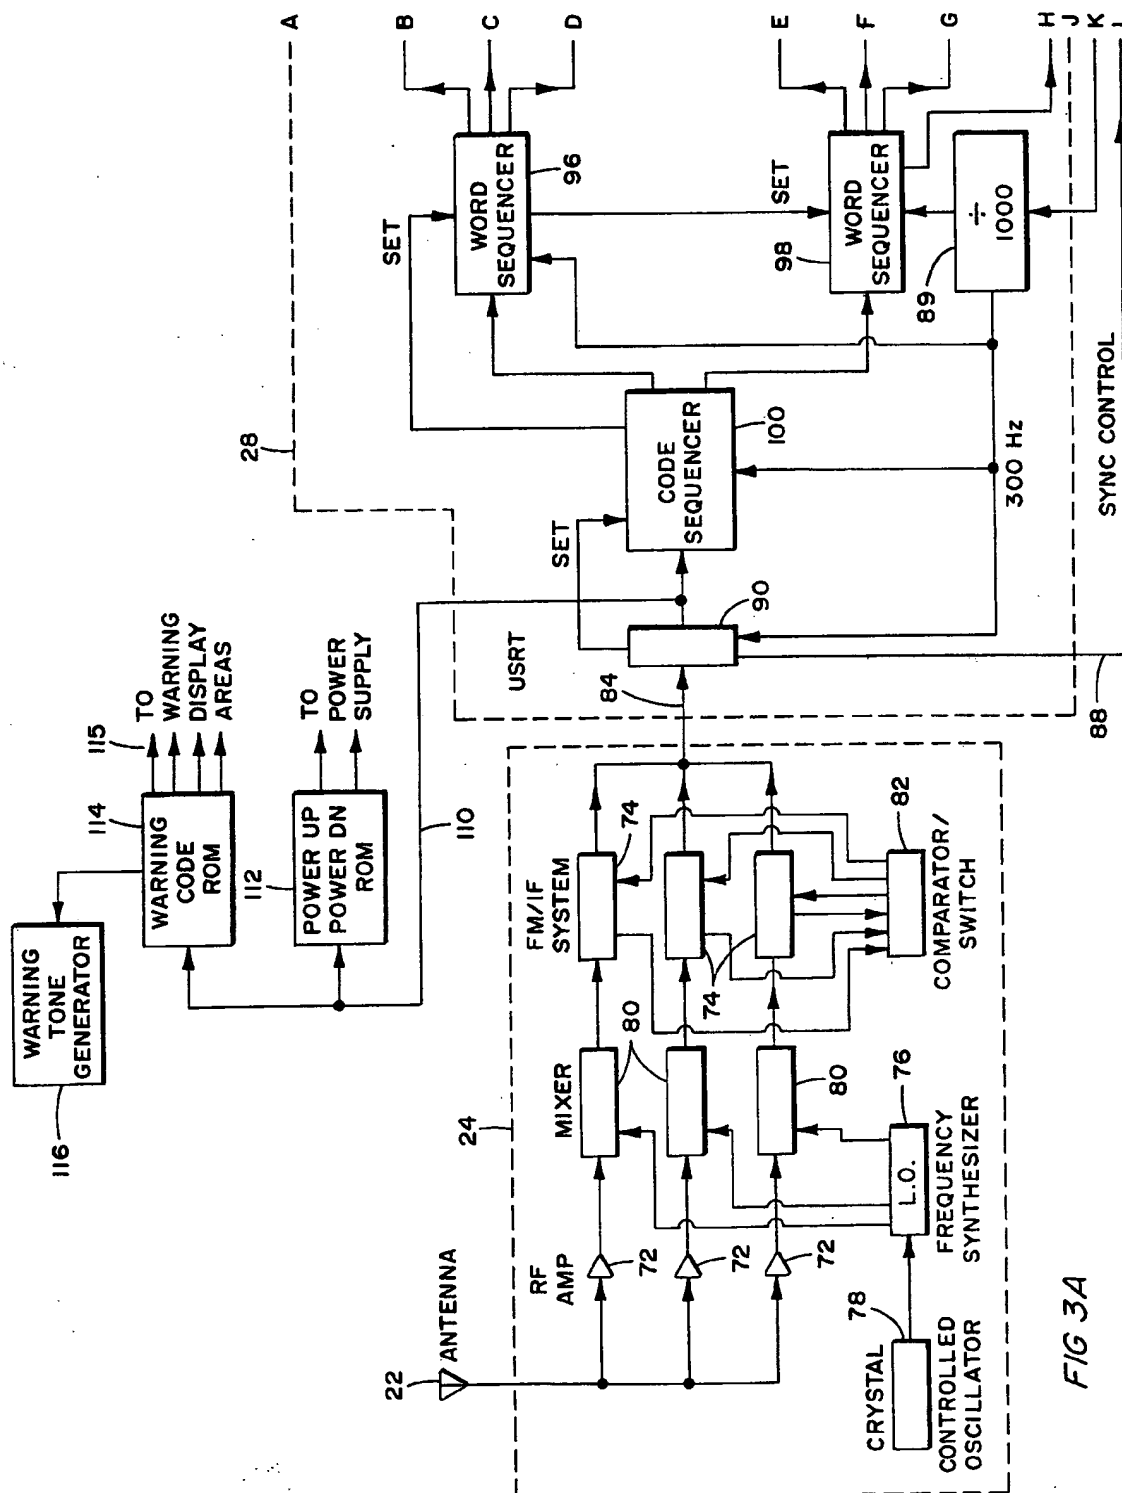 WARNING
TONE
GENERATOR
116
WARNING
CODE
ROM
114
115
TO
WARNING
DISPLAY
AREAS
POWER UP
POWER DN
ROM
112
TO
POWER
SUPPLY
110
28
A
B
C
D
E
F
G
H
J
K
L
SET
WORD
SEQUENCER
96
SET
WORD
SEQUENCER
98
÷
1000
89
CODE
SEQUENCER
100
SET
300 Hz
SYNC CONTROL
USRT
90
84
88
24
22
ANTENNA
RF
AMP
72
72
72
MIXER
80
80
FM/IF
SYSTEM
74
74
82
COMPARATOR/
SWITCH
L.O.
76
FREQUENCY
SYNTHESIZER
78
CRYSTAL
CONTROLLED
OSCILLATOR
FIG 3A